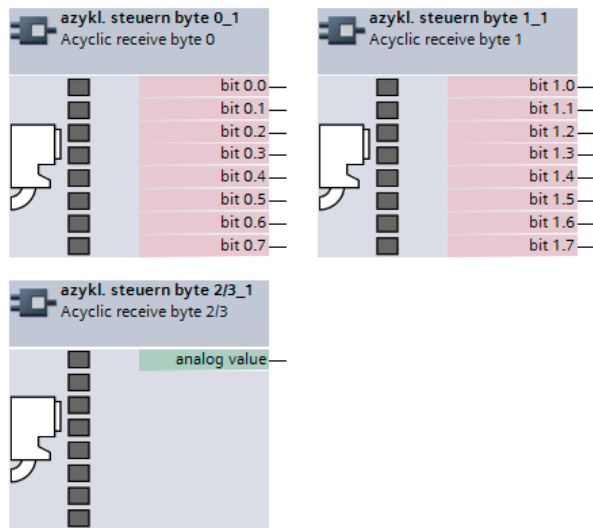 azykl. steuern byte 0_1
Acyclic receive byte 0
bit 0.0
bit 0.1
bit 0.2
bit 0.3
bit 0.4
bit 0.5
bit 0.6
bit 0.7
azykl. steuern byte 1_1
Acyclic receive byte 1
bit 1.0
bit 1.1
bit 1.2
bit 1.3
bit 1.4
bit 1.5
bit 1.6
bit 1.7
azykl. steuern byte 2/3_1
Acyclic receive byte 2/3
analog value